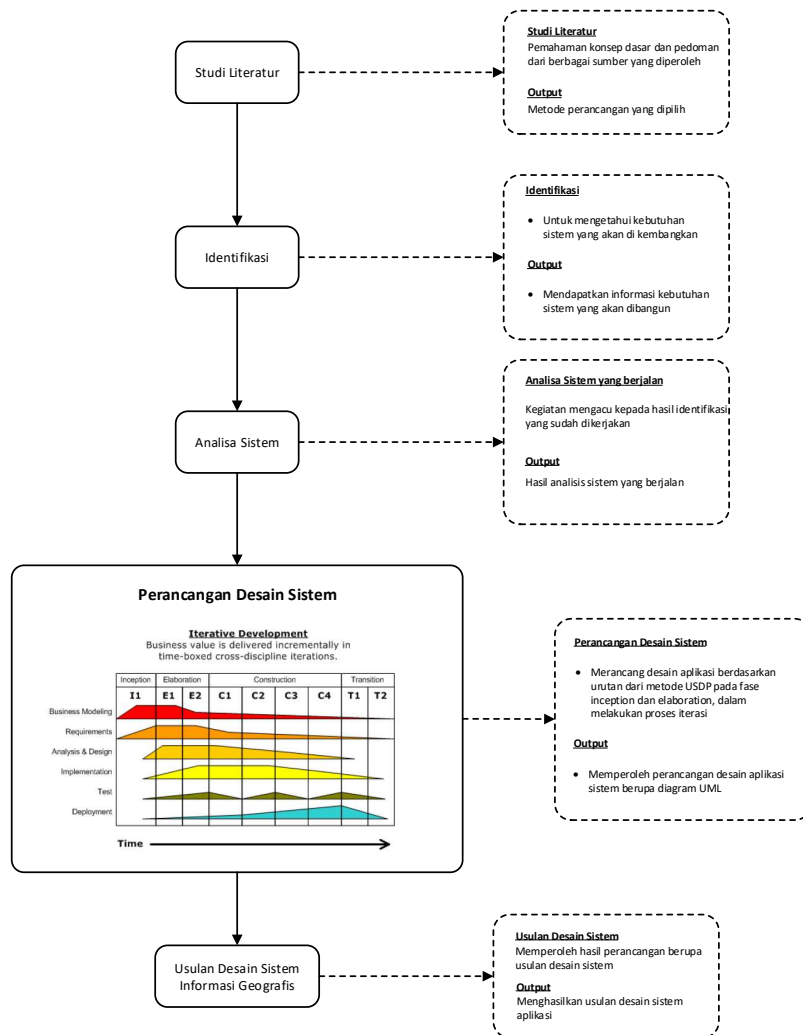 Studi Literatur
Studi Literatur
Pemahaman konsep dasar dan pedoman
dari berbagai sumber yang diperoleh
Output
Metode perancangan yang dipilih
Identifikasi
Identifikasi
• Untuk mengetahui kebutuhan
sistem yang akan di kembangkan
Output
• Mendapatkan informasi kebutuhan
sistem yang akan dibangun
Analisa Sistem
Analisa Sistem yang berjalan
Kegiatan mengacu kepada hasil identifikasi
yang sudah dikerjakan
Output
Hasil analisis sistem yang berjalan
Perancangan Desain Sistem
Iterative Development
Business value is delivered incrementally in
time-boxed cross-discipline iterations.
Inception Elaboration Construction Transition
I1 E1 E2 C1 C2 C3 C4 T1 T2
Business Modeling
Requirements
Analysis & Design
Implementation
Test
Deployment
Time
Perancangan Desain Sistem
• Merancang desain aplikasi berdasarkan
urutan dari metode USDP pada fase
inception dan elaboration, dalam
melakukan proses iterasi
Output
• Memperoleh perancangan desain aplikasi
sistem berupa diagram UML
Usulan Desain Sistem
Informasi Geografis
Usulan Desain Sistem
Memperoleh hasil perancangan berupa
usulan desain sistem
Output
Menghasilkan usulan desain sistem
aplikasi